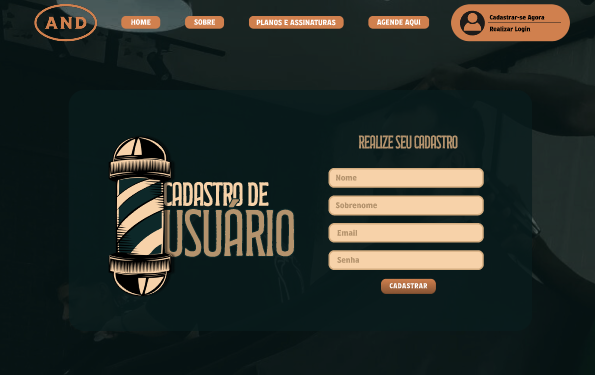 AND
HOME
SOBRE
PLANOS E ASSINATURAS
AGENDE AQUI
Cadastrar-se Agora
Realizar Login
REALIZE SEU CADASTRO
CADASTRO DE
USUÁRIO
Nome
Sobrenome
Email
Senha
CADASTRAR